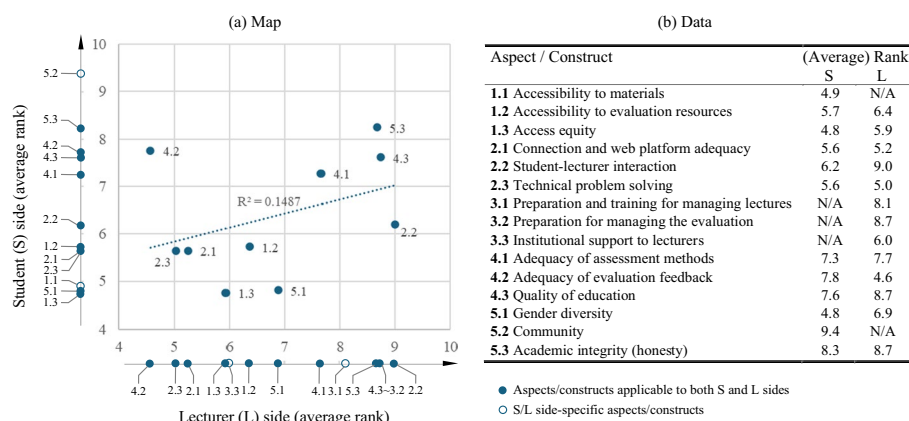 (a) Map
10
9
8
7
6
5
4
4 5 6 7 8 9 10
Student (S) side (average rank)
5.2
5.3
4.2
4.3
4.1
2.2
1.2
2.1
2.3
1.1
5.1
1.3
4.2
5.3
4.3
4.1
R² = 0.1487
2.2
2.3
2.1
1.2
1.3
5.1
4.2 2.3 2.1 1.3 3.3 1.2 5.1 4.1 3.1 5.3 4.3~3.2 2.2
Lecturer (L) side (average rank)
(b) Data
Aspect / Construct (Average) Rank
S L
1.1 Accessibility to materials 4.9 N/A
1.2 Accessibility to evaluation resources 5.7 6.4
1.3 Access equity 4.8 5.9
2.1 Connection and web platform adequacy 5.6 5.2
2.2 Student-lecturer interaction 6.2 9.0
2.3 Technical problem solving 5.6 5.0
3.1 Preparation and training for managing lectures N/A 8.1
3.2 Preparation for managing the evaluation N/A 8.7
3.3 Institutional support to lecturers N/A 6.0
4.1 Adequacy of assessment methods 7.3 7.7
4.2 Adequacy of evaluation feedback 7.8 4.6
4.3 Quality of education 7.6 8.7
5.1 Gender diversity 4.8 6.9
5.2 Community 9.4 N/A
5.3 Academic integrity (honesty) 8.3 8.7
Aspects/constructs applicable to both S and L sides
S/L side-specific aspects/constructs